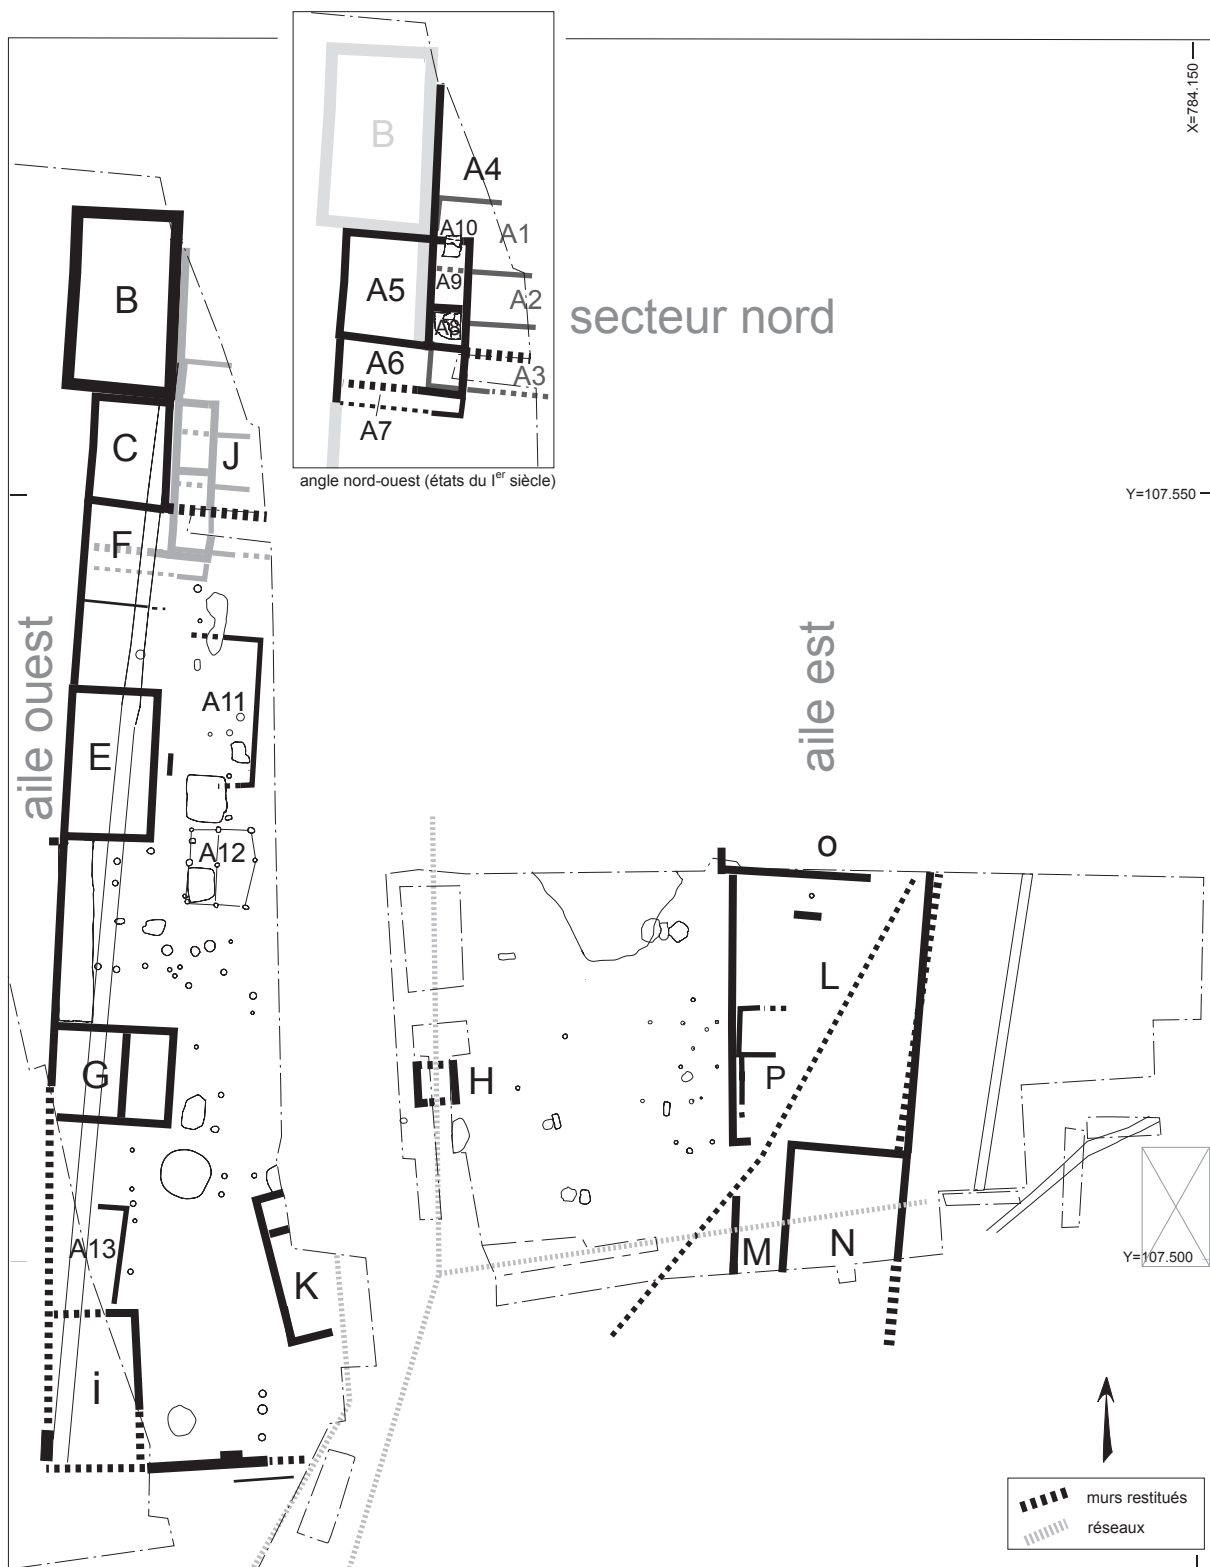 X=784.150
B
A4
A10
A1
A5
A9
A2
A8
A6
A3
A7
angle nord-ouest (états du Ier siècle)
secteur nord
Y=107.550
B
C
J
F
aile ouest
aile est
A11
E
A12
o
L
G
H
P
A13
K
M
N
Y=107.500
i
murs restitués
réseaux